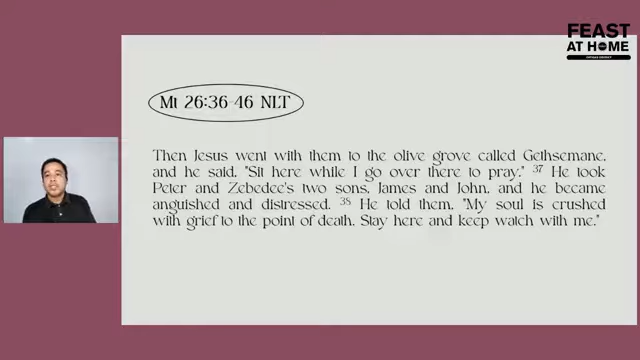 FEAST
AT HOME
Mt 26:36-46 NLT
Then Jesus went with them to the olive grove called Gethsemane,
and he said, "Sit here while I go over there to pray." 37 He took
Peter and Zebedee's two sons, James and John, and he became
anguished and distressed. 38 He told them, "My soul is crushed
with grief to the point of death. Stay here and keep watch with me."